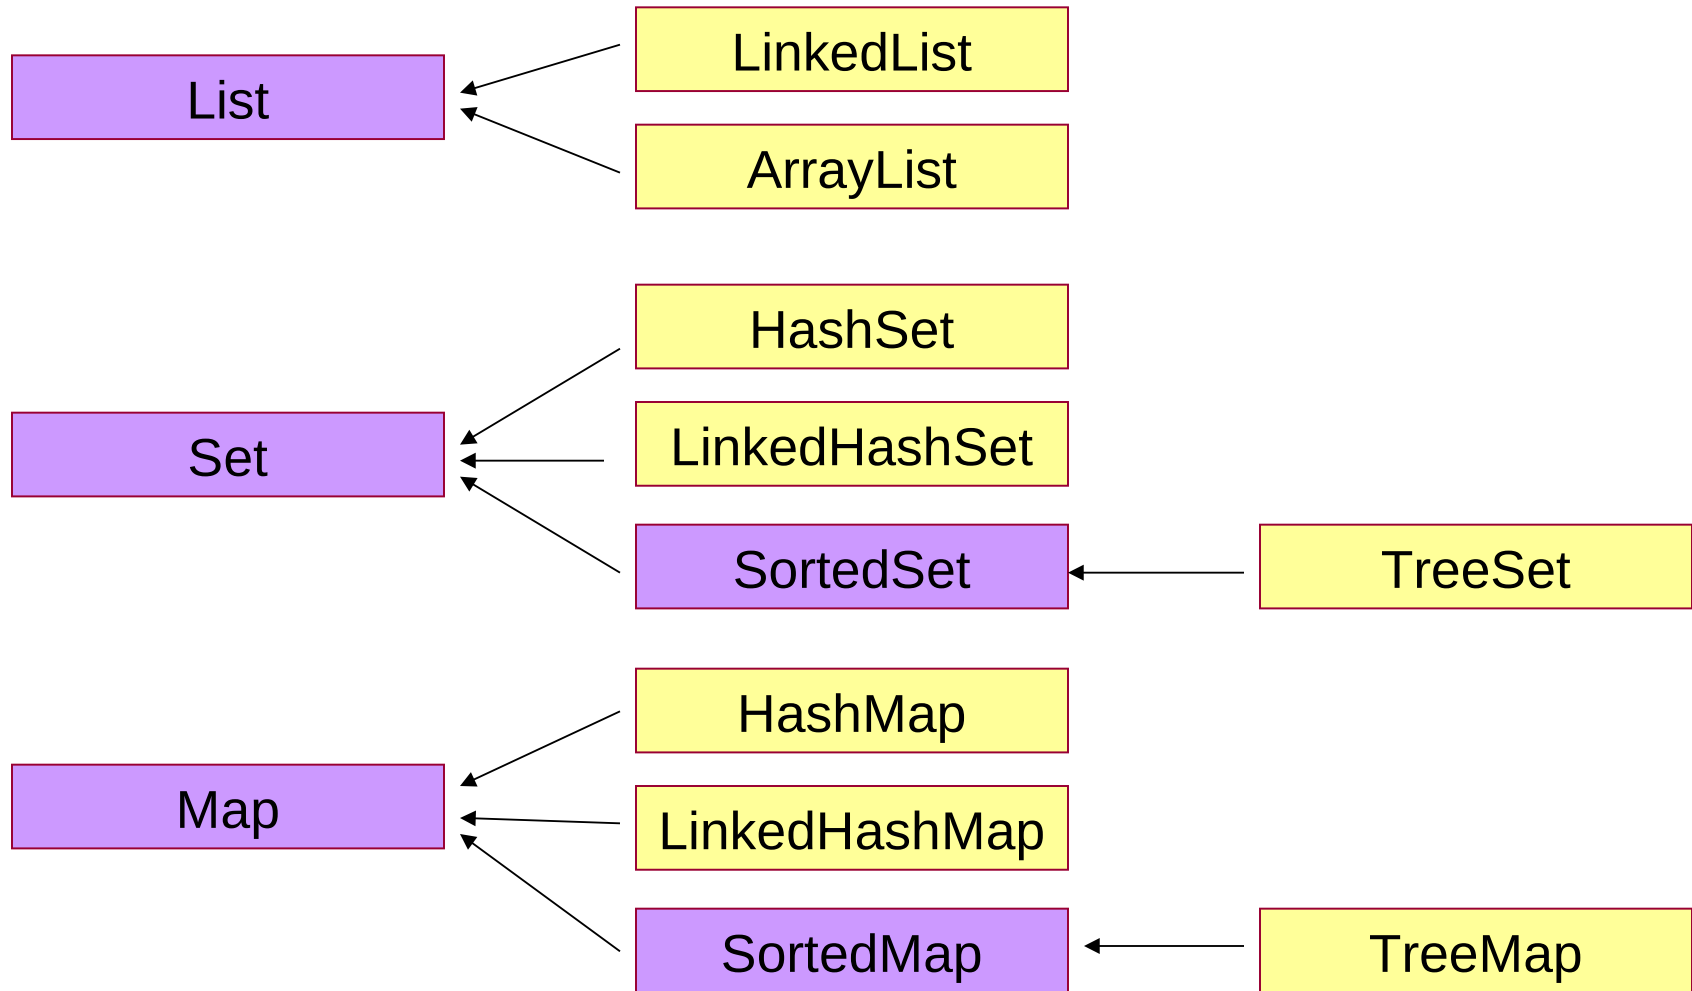 List
LinkedList
ArrayList
Set
HashSet
LinkedHashSet
SortedSet
TreeSet
Map
HashMap
LinkedHashMap
SortedMap
TreeMap